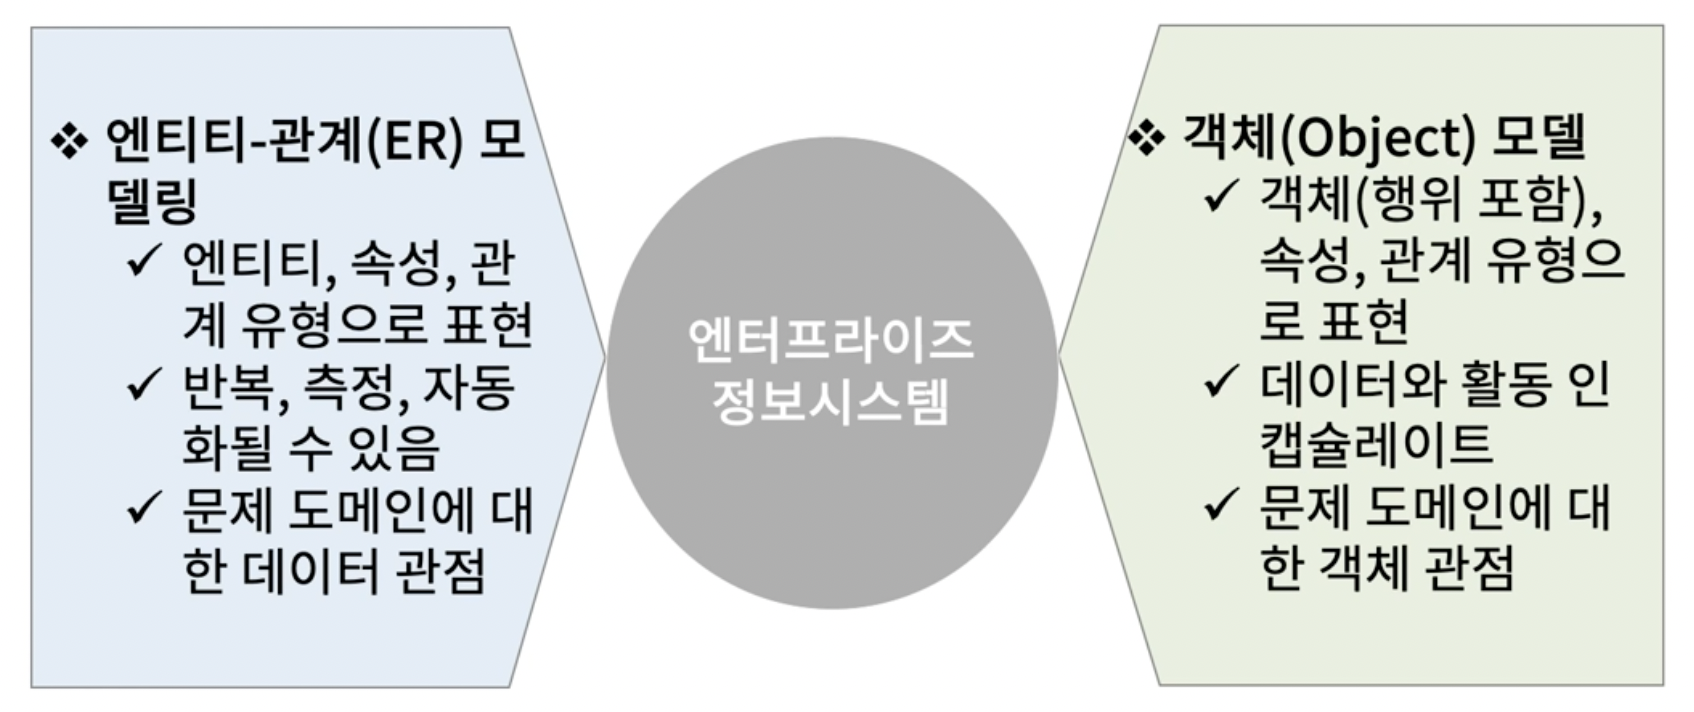 ❖ 엔티티-관계(ER) 모
델링
✓ 엔티티, 속성, 관
계 유형으로 표현
✓ 반복, 측정, 자동
화될 수 있음
✓ 문제 도메인에 대
한 데이터 관점
엔터프라이즈
정보시스템
❖ 객체(Object) 모델
✓ 객체(행위 포함),
속성, 관계 유형으
로 표현
✓ 데이터와 활동 인
캡슐레이트
✓ 문제 도메인에 대
한 객체 관점